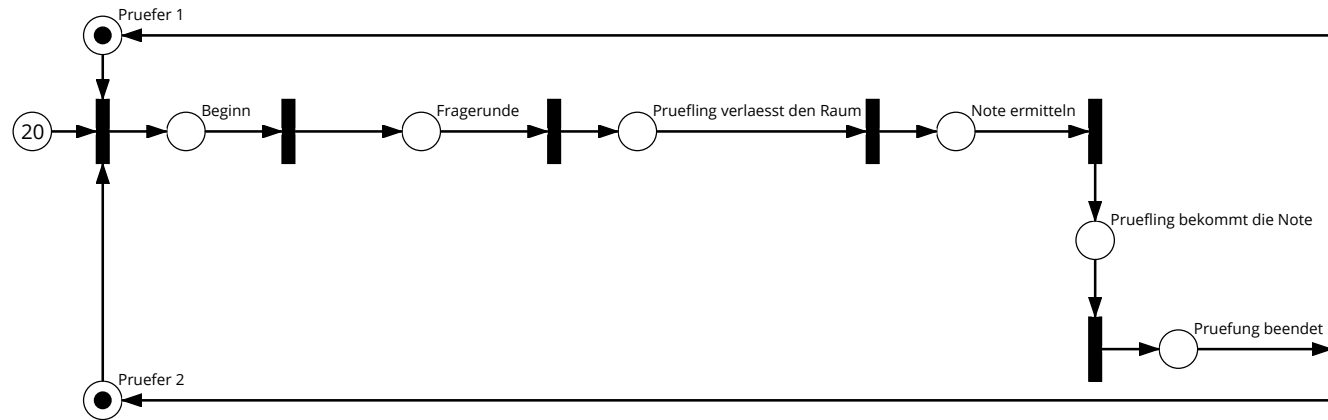 Pruefer 1
Beginn
Fragerunde
Pruefling verlaesst den Raum
Note ermitteln
20
Pruefling bekommt die Note
Pruefung beendet
Pruefer 2